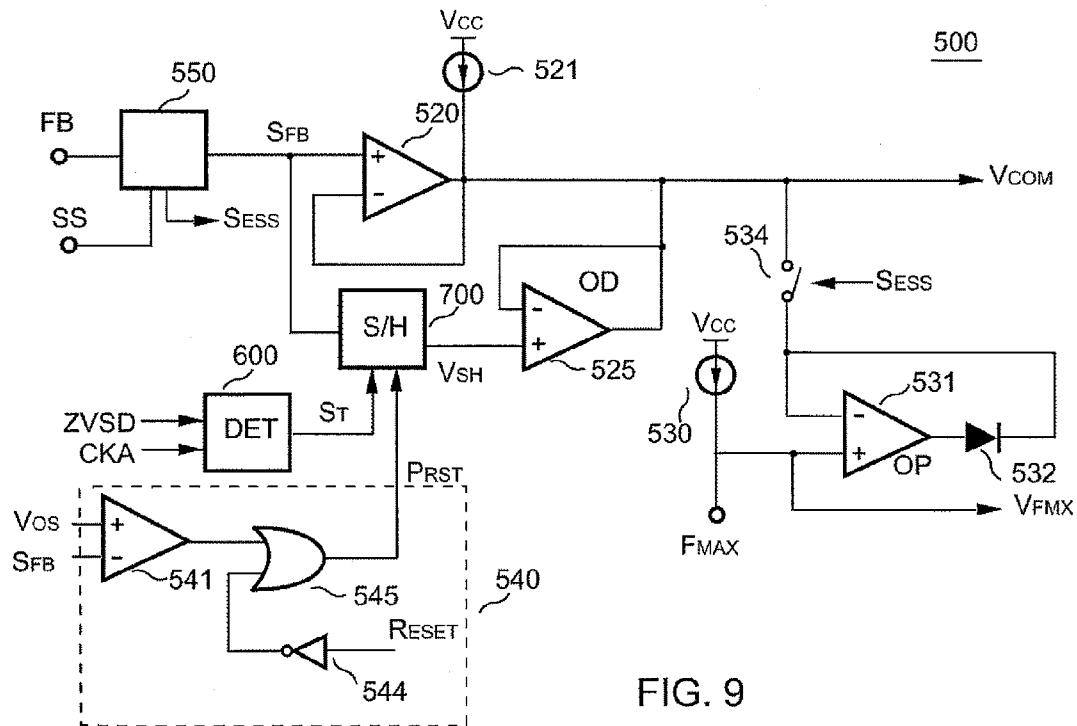 500
VCC
521
550
FB
SFB
520
+
-
VCOM
SS
SESS
534
SESS
OD
S/H
700
-
+
525
VSH
VCC
530
531
-
+
OP
532
600
ZVSD
CKA
DET
ST
PRST
VFMX
FMAX
VOS
SFB
+
-
541
545
540
RESET
544
FIG. 9